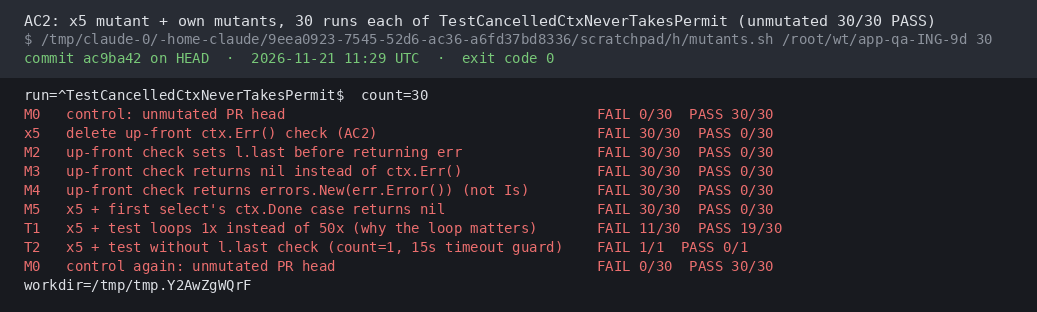 AC2: x5 mutant + own mutants, 30 runs each of TestCancelledCtxNeverTakesPermit (unmutated 30/30 PASS)
$ /tmp/claude-0/-home-claude/9eea0923-7545-52d6-ac36-a6fd37bd8336/scratchpad/h/mutants.sh /root/wt/app-qa-ING-9d 30
commit ac9ba42 on HEAD · 2026-11-21 11:29 UTC · exit code 0
run=^TestCancelledCtxNeverTakesPermit$ count=30
M0 control: unmutated PR head FAIL 0/30 PASS 30/30
x5 delete up-front ctx.Err() check (AC2) FAIL 30/30 PASS 0/30
M2 up-front check sets l.last before returning err FAIL 30/30 PASS 0/30
M3 up-front check returns nil instead of ctx.Err() FAIL 30/30 PASS 0/30
M4 up-front check returns errors.New(err.Error()) (not Is) FAIL 30/30 PASS 0/30
M5 x5 + first select's ctx.Done case returns nil FAIL 30/30 PASS 0/30
T1 x5 + test loops 1x instead of 50x (why the loop matters) FAIL 11/30 PASS 19/30
T2 x5 + test without l.last check (count=1, 15s timeout guard) FAIL 1/1 PASS 0/1
M0 control again: unmutated PR head FAIL 0/30 PASS 30/30
workdir=/tmp/tmp.Y2AwZgWQrF